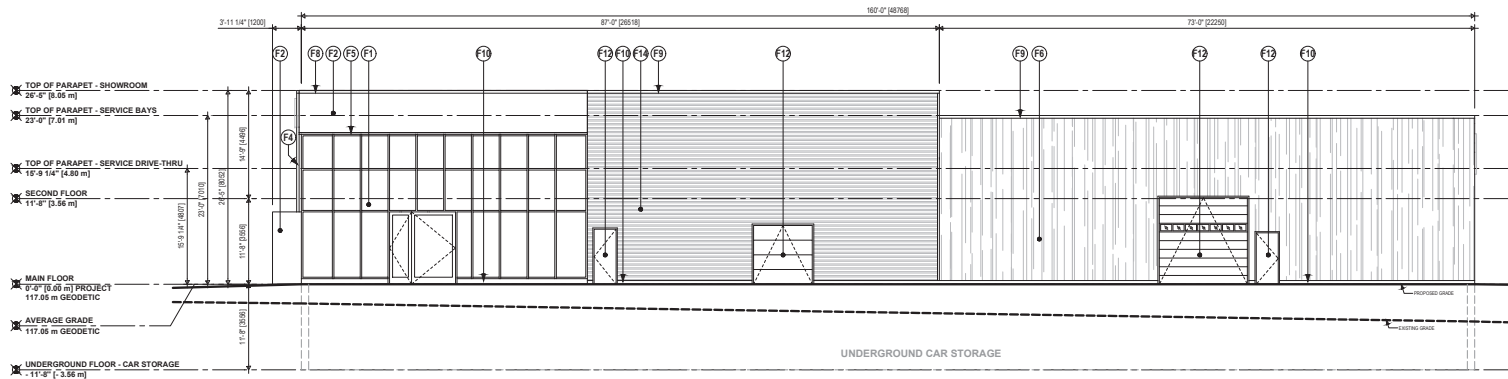 160'-0" [48768]
3'-11 1/4" [1200]
87'-0" [26518]
73'-0" [22250]
F2
F8
F2
F5
F1
F10
F12
F10
F14
F9
F12
F9
F6
F12
F12
F10
TOP OF PARAPET - SHOWROOM
26'-5" [8.05 m]
TOP OF PARAPET - SERVICE BAYS
23'-0" [7.01 m]
F4
14'-9" [4496]
TOP OF PARAPET - SERVICE DRIVE-THRU
15'-9 1/4" [4.80 m]
SECOND FLOOR
11'-8" [3.56 m]
15'-9 1/4" [4807]
23'-0" [7010]
26'-5" [8052]
11'-8" [3556]
MAIN FLOOR
0'-0" [0.00 m] PROJECT
117.05 m GEODETIC
PROPOSED GRADE
AVERAGE GRADE
117.05 m GEODETIC
11'-8" [3556]
EXISTING GRADE
UNDERGROUND CAR STORAGE
UNDERGROUND FLOOR - CAR STORAGE
- 11'-8" [- 3.56 m]